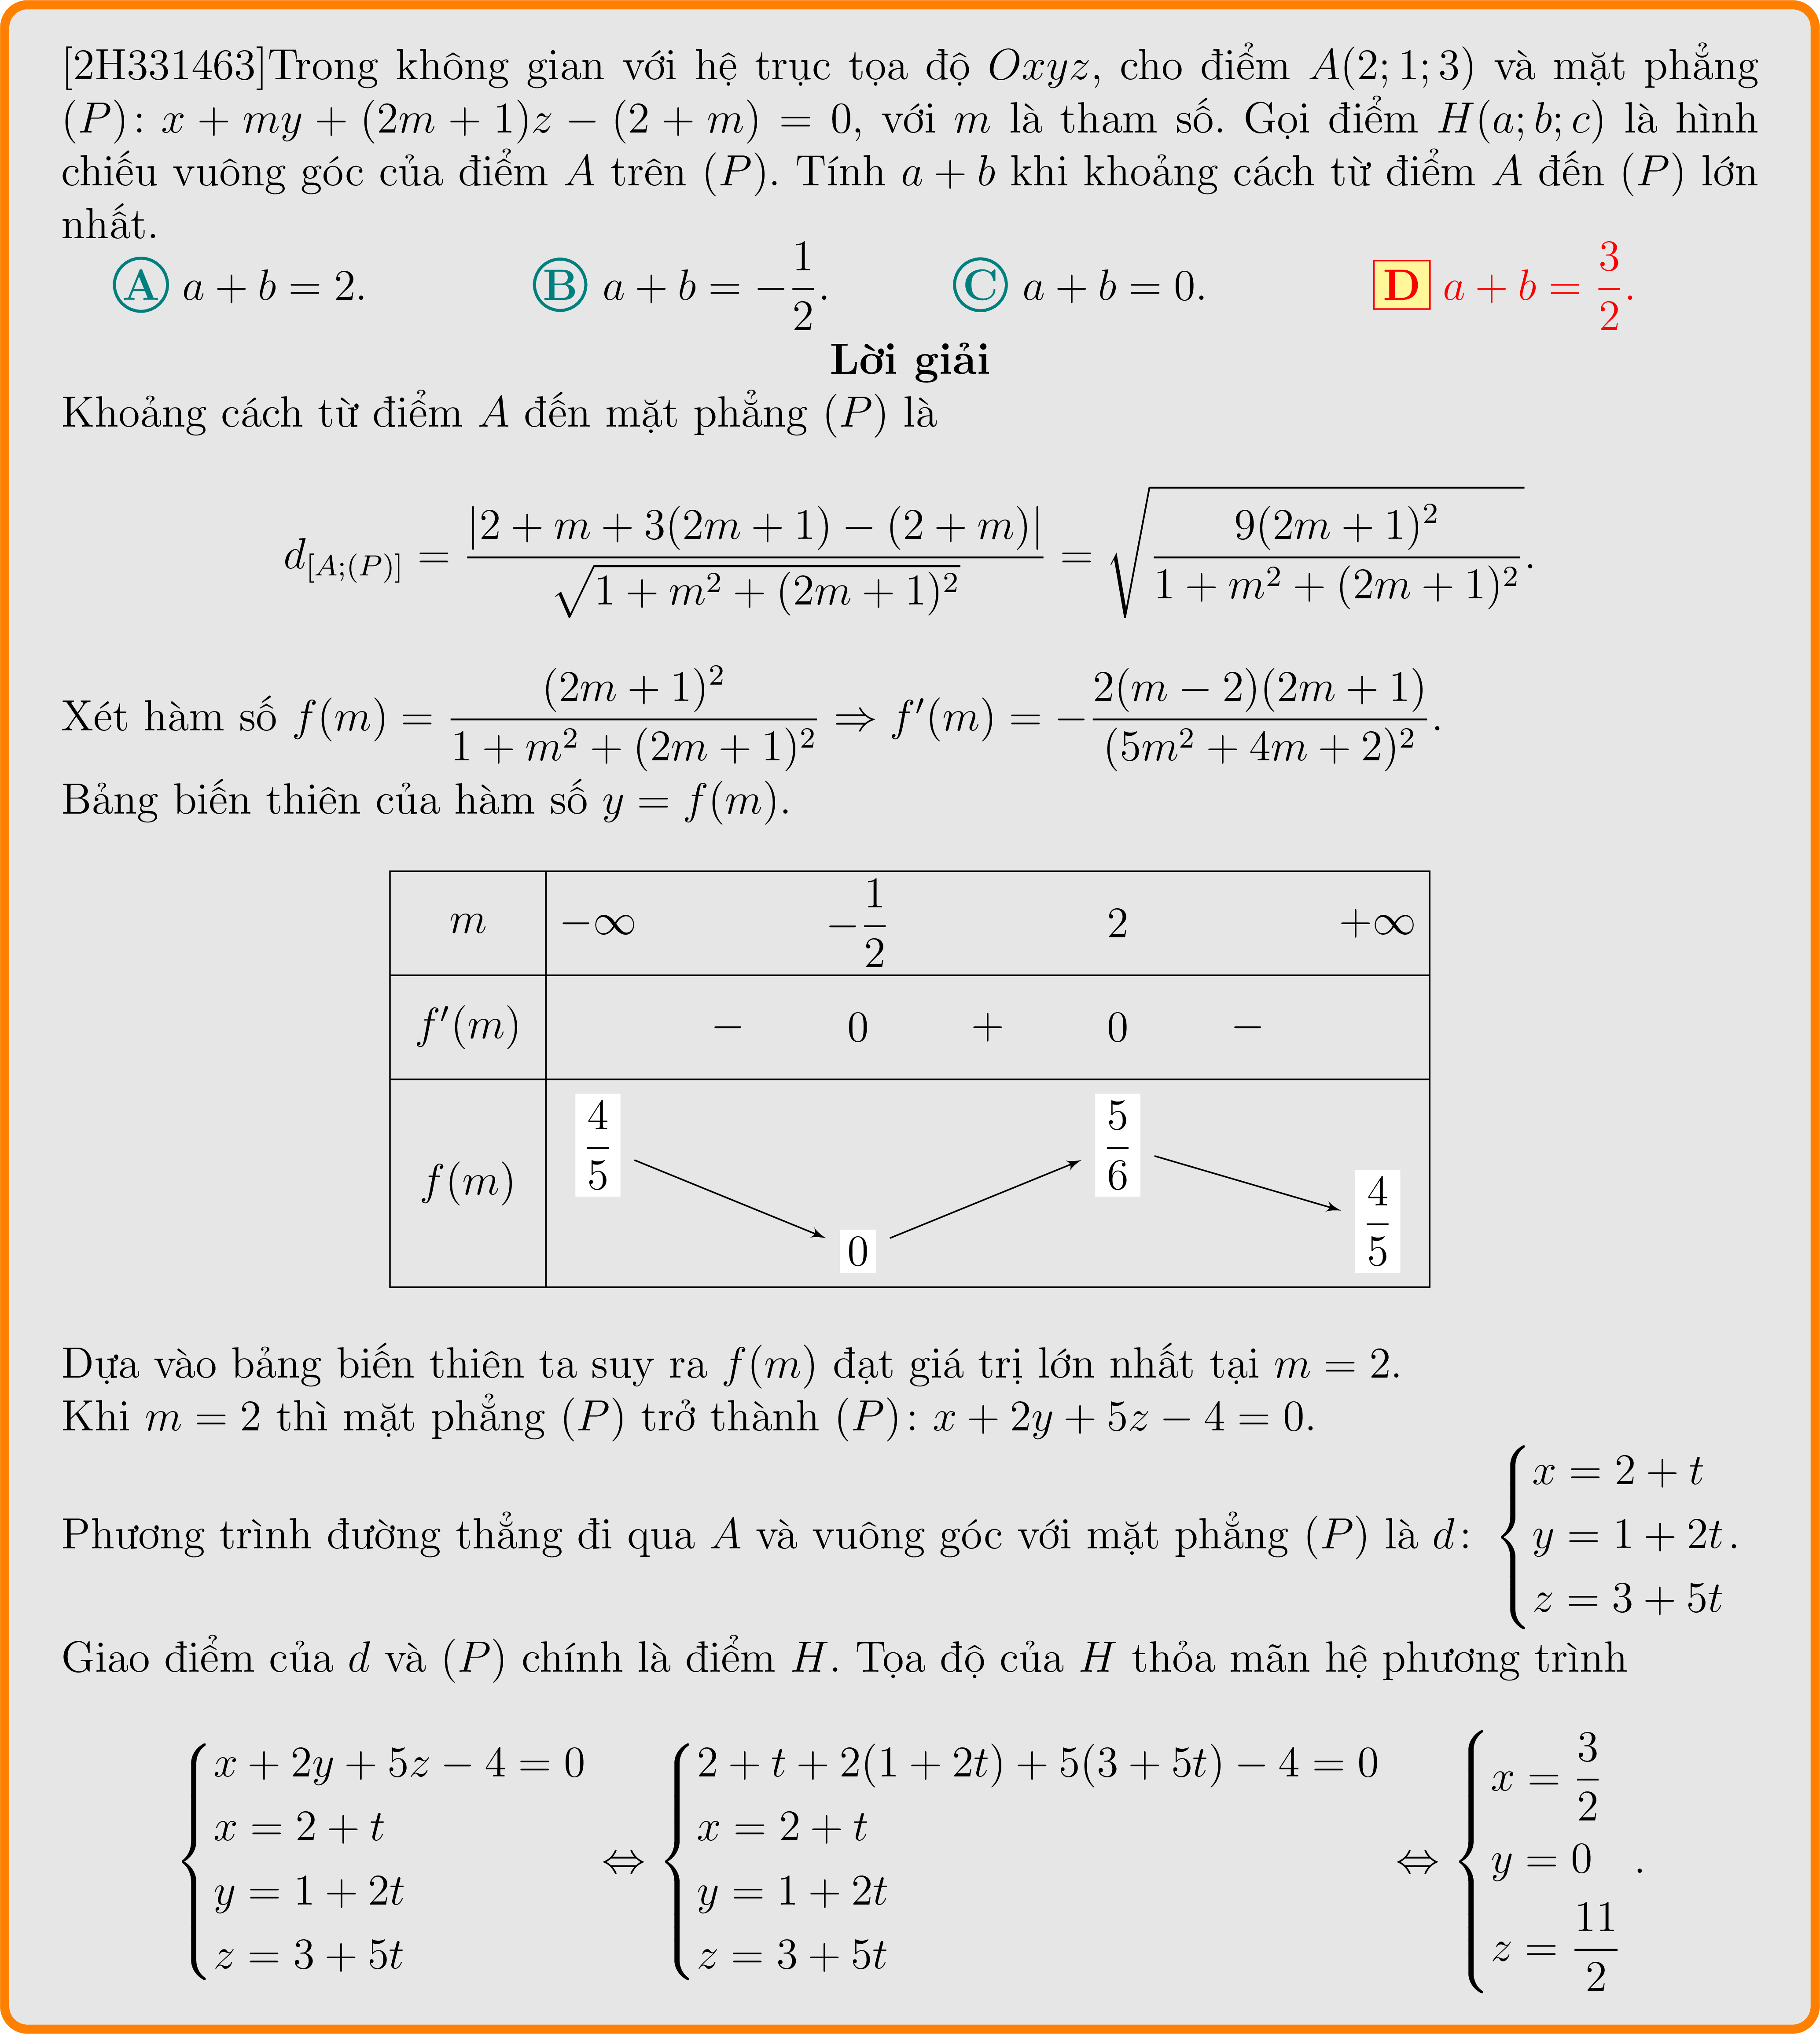 [2H331463]Trong không gian với hệ trục tọa độ Oxyz, cho điểm A(2; 1; 3) và mặt phẳng
(P): x + my + (2m + 1)z − (2 + m) = 0, với m là tham số. Gọi điểm H(a; b; c) là hình
chiếu vuông góc của điểm A trên (P). Tính a + b khi khoảng cách từ điểm A đến (P) lớn
nhất.
A a + b = 2. B a + b = −\frac{1}{2}. C a + b = 0. D a + b = \frac{3}{2}.
Lời giải
Khoảng cách từ điểm A đến mặt phẳng (P) là
d_{[A;(P)]} = \frac{|2 + m + 3(2m + 1) − (2 + m)|}{\sqrt{1 + m^2 + (2m + 1)^2}} = \sqrt{\frac{9(2m + 1)^2}{1 + m^2 + (2m + 1)^2}}.
Xét hàm số f(m) = \frac{(2m + 1)^2}{1 + m^2 + (2m + 1)^2} ⇒ f′(m) = −\frac{2(m − 2)(2m + 1)}{(5m^2 + 4m + 2)^2}.
Bảng biến thiên của hàm số y = f(m).
m −∞ −\frac{1}{2} 2 +∞
f′(m) − 0 + 0 −
f(m) \frac{4}{5} 0 \frac{5}{6} \frac{4}{5}
Dựa vào bảng biến thiên ta suy ra f(m) đạt giá trị lớn nhất tại m = 2.
Khi m = 2 thì mặt phẳng (P) trở thành (P): x + 2y + 5z − 4 = 0.
Phương trình đường thẳng đi qua A và vuông góc với mặt phẳng (P) là d: \begin{cases} x = 2 + t \\ y = 1 + 2t \\ z = 3 + 5t \end{cases}.
Giao điểm của d và (P) chính là điểm H. Tọa độ của H thỏa mãn hệ phương trình
\begin{cases} x + 2y + 5z − 4 = 0 \\ x = 2 + t \\ y = 1 + 2t \\ z = 3 + 5t \end{cases} ⇔ \begin{cases} 2 + t + 2(1 + 2t) + 5(3 + 5t) − 4 = 0 \\ x = 2 + t \\ y = 1 + 2t \\ z = 3 + 5t \end{cases} ⇔ \begin{cases} x = \frac{3}{2} \\ y = 0 \\ z = \frac{11}{2} \end{cases}.